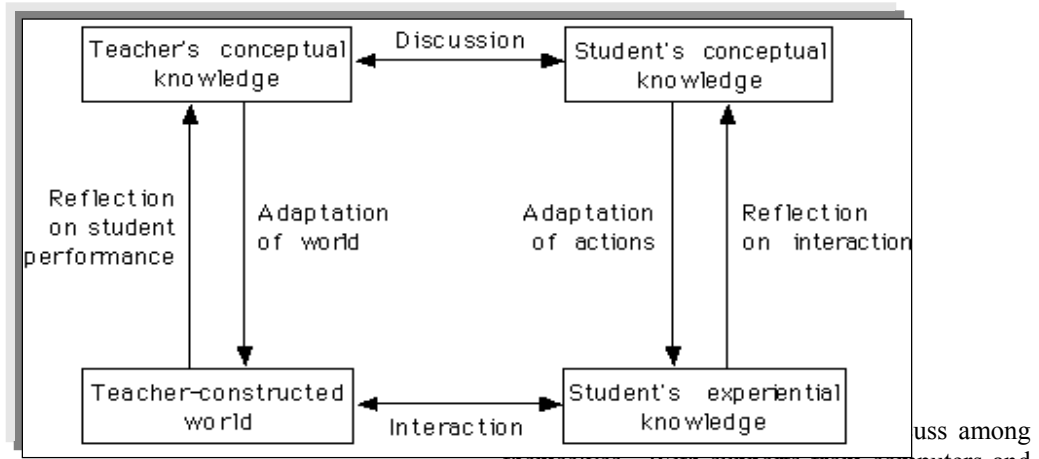 Teacher's conceptual
knowledge
Discussion
Student's conceptual
knowledge
Reflection
on student
performance
Adaptation
of world
Adaptation
of actions
Reflection
on interaction
Teacher-constructed
world
Interaction
Student's experiential
knowledge
uss among